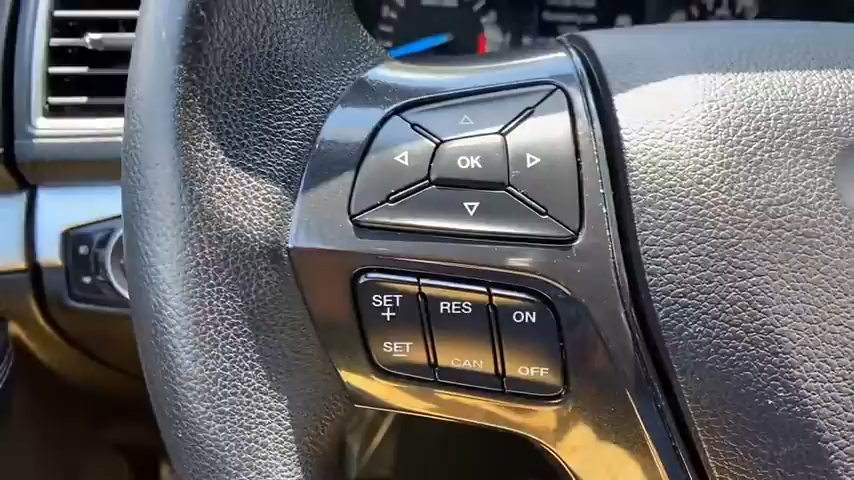 OK
SET
+
RES
ON
SET
-
CAN
OFF